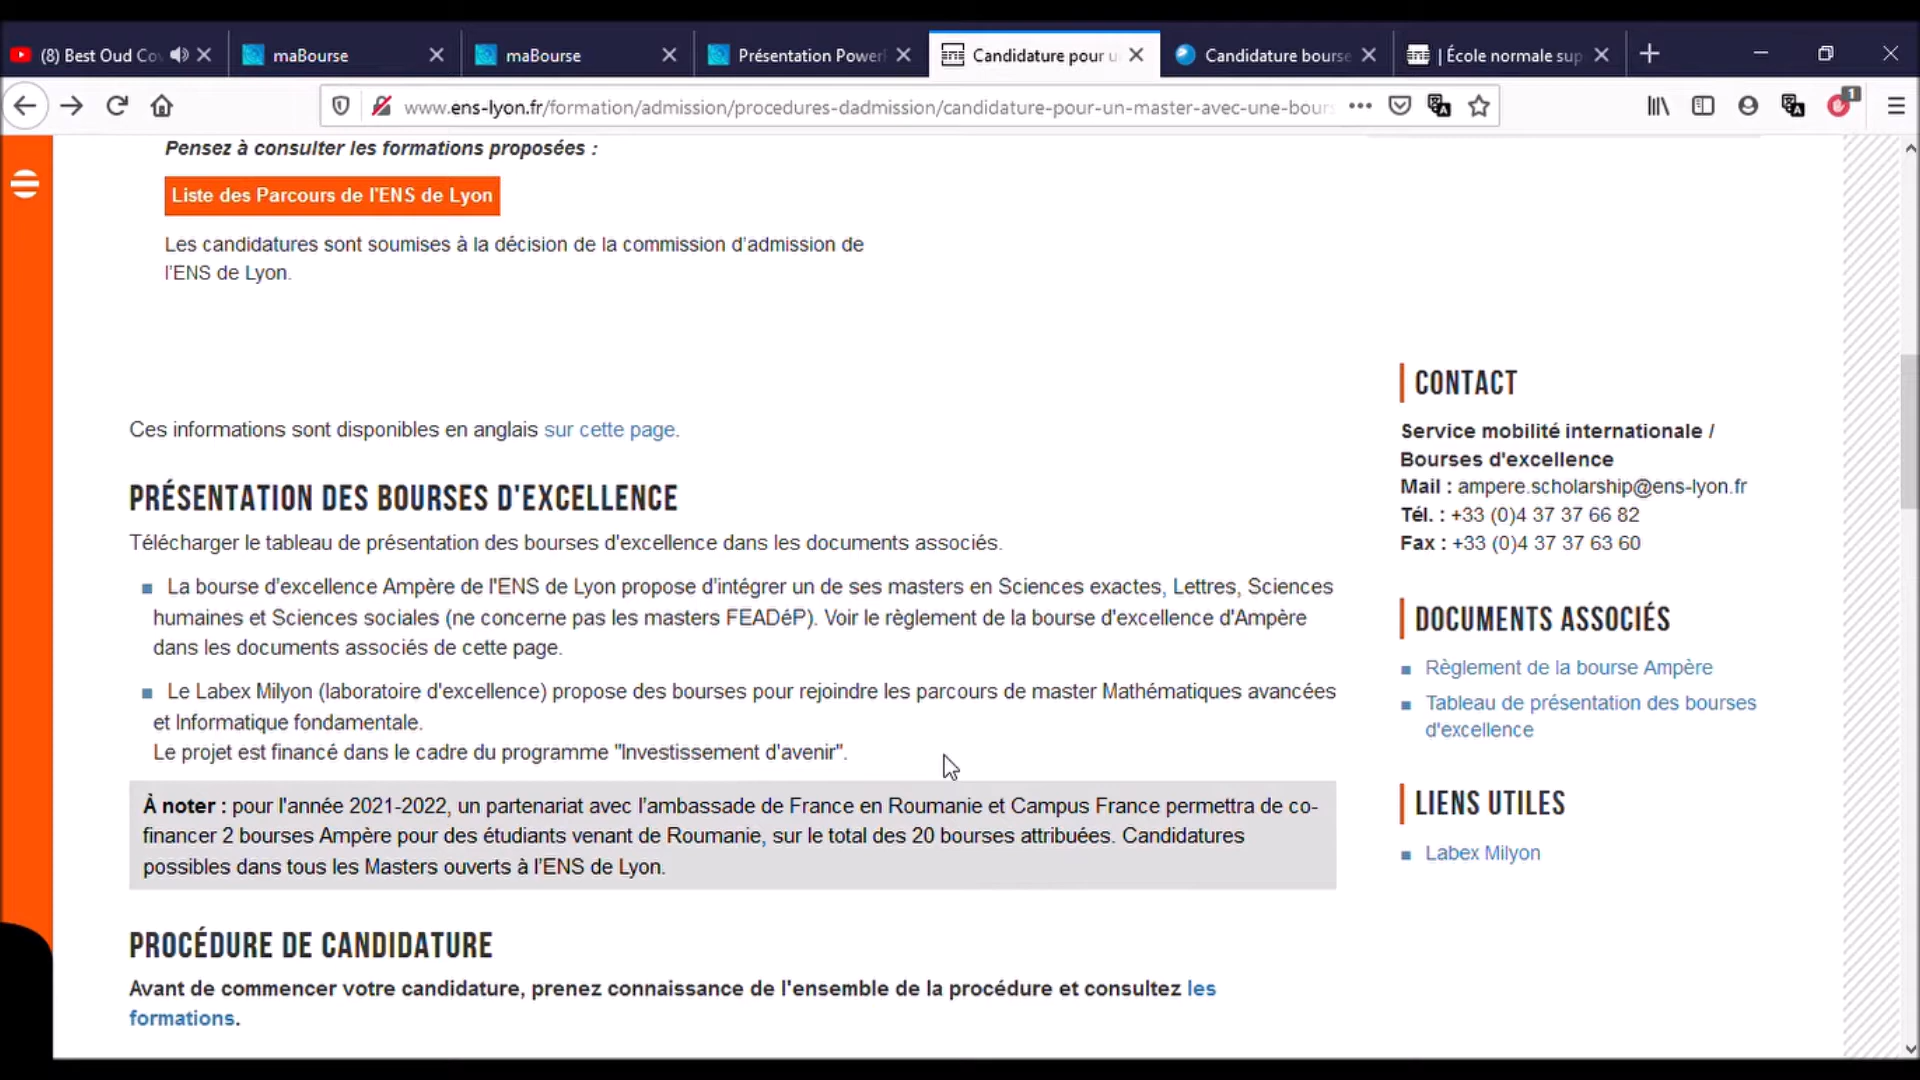 (8) Best Oud Co
maBourse
maBourse
Présentation Power
Candidature pour u
Candidature bourse
| École normale sup
www.ens-lyon.fr/formation/admission/procedures-dadmission/candidature-pour-un-master-avec-une-bours
1
Pensez à consulter les formations proposées :
Liste des Parcours de l'ENS de Lyon
Les candidatures sont soumises à la décision de la commission d'admission de
l'ENS de Lyon.
Ces informations sont disponibles en anglais sur cette page.
PRÉSENTATION DES BOURSES D'EXCELLENCE
Télécharger le tableau de présentation des bourses d'excellence dans les documents associés.
La bourse d'excellence Ampère de l'ENS de Lyon propose d'intégrer un de ses masters en Sciences exactes, Lettres, Sciences
humaines et Sciences sociales (ne concerne pas les masters FEADéP). Voir le règlement de la bourse d'excellence d'Ampère
dans les documents associés de cette page.
Le Labex Milyon (laboratoire d'excellence) propose des bourses pour rejoindre les parcours de master Mathématiques avancées
et Informatique fondamentale.
Le projet est financé dans le cadre du programme "Investissement d'avenir".
À noter : pour l'année 2021-2022, un partenariat avec l'ambassade de France en Roumanie et Campus France permettra de co-
financer 2 bourses Ampère pour des étudiants venant de Roumanie, sur le total des 20 bourses attribuées. Candidatures
possibles dans tous les Masters ouverts à l'ENS de Lyon.
PROCÉDURE DE CANDIDATURE
Avant de commencer votre candidature, prenez connaissance de l'ensemble de la procédure et consultez les
formations.
CONTACT
Service mobilité internationale /
Bourses d'excellence
Mail : ampere.scholarship@ens-lyon.fr
Tél. : +33 (0)4 37 37 66 82
Fax : +33 (0)4 37 37 63 60
DOCUMENTS ASSOCIÉS
Règlement de la bourse Ampère
Tableau de présentation des bourses
d'excellence
LIENS UTILES
Labex Milyon